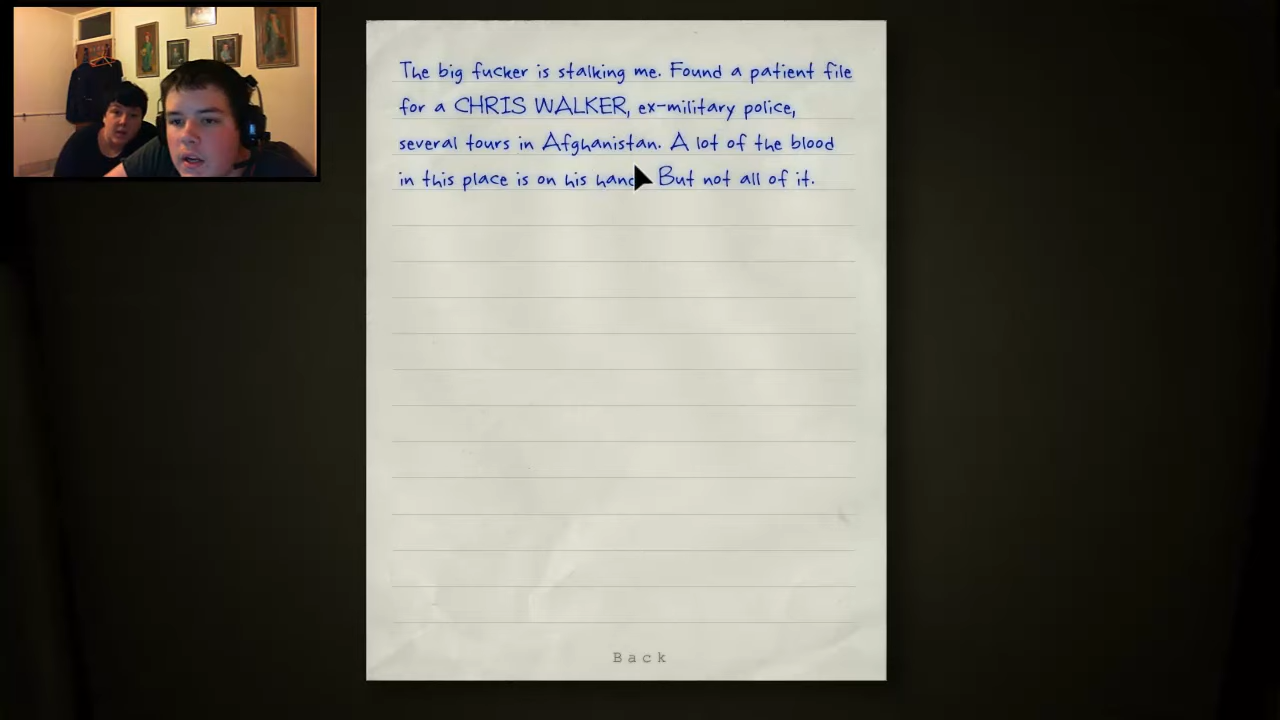 The big fucker is stalking me. Found a patient file
for a CHRIS WALKER, ex-military police,
several tours in Afghanistan. A lot of the blood
in this place is on his hand But not all of it.
Back